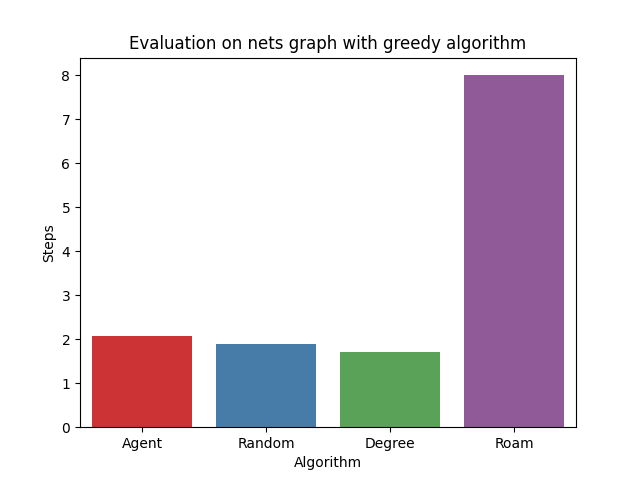 Evaluation on nets graph with greedy algorithm
8
7
6
5
4
3
2
1
0
Steps
Agent Random Degree Roam
Algorithm